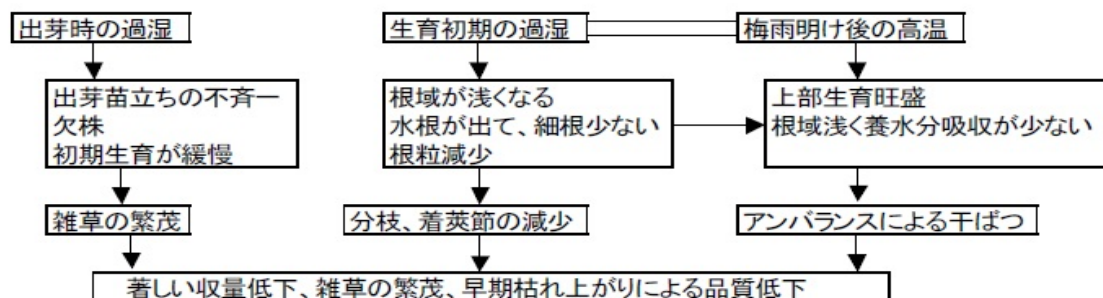 出芽時の過湿
生育初期の過湿
梅雨明け後の高温
出芽苗立ちの不斉一
欠株
初期生育が緩慢
根域が浅くなる
水根が出て、細根少ない
根粒減少
上部生育旺盛
根域浅く養水分吸収が少ない
雑草の繁茂
分枝、着莢節の減少
アンバランスによる干ばつ
著しい収量低下、雑草の繁茂、早期枯れ上がりによる品質低下